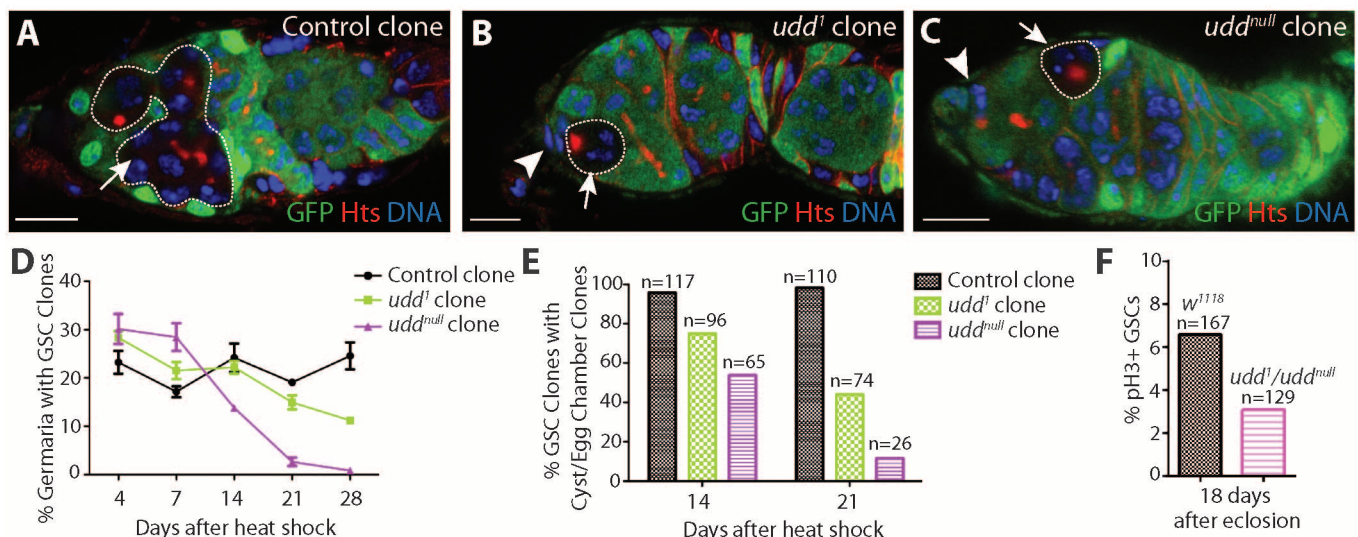 A
Control clone
GFP Hts DNA
B
udd1 clone
GFP Hts DNA
C
uddnull clone
GFP Hts DNA
D
% Germaria with GSC Clones
40
30
20
10
0
4 7 14 21 28
Days after heat shock
Control clone
udd1 clone
uddnull clone
E
% GSC Clones with
Cyst/Egg Chamber Clones
100
80
60
40
20
0
n=117
n=96
n=65
n=110
n=74
n=26
14 21
Days after heat shock
Control clone
udd1 clone
uddnull clone
F
% pH3+ GSCs
10
8
6
4
2
0
w1118
n=167
udd1/uddnull
n=129
18 days
after eclosion